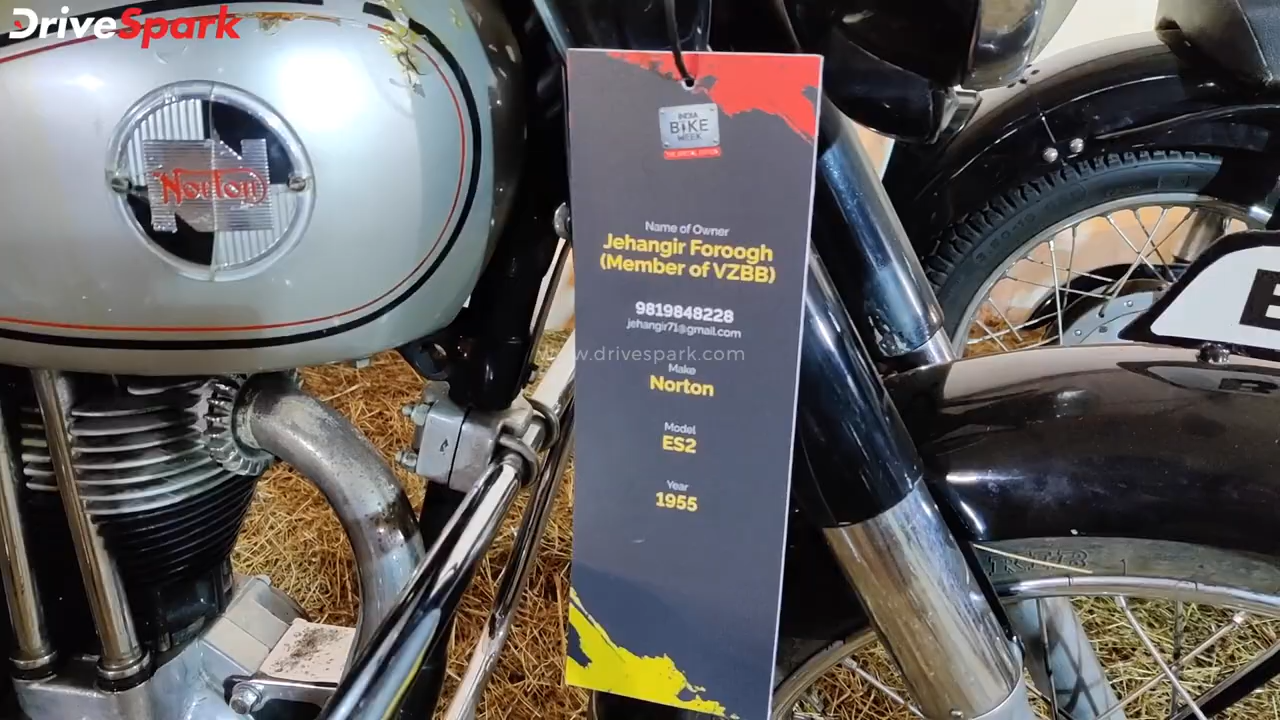 DriveSpark
Norton
INDIA
BIKE
WEEK
Name of Owner
Jehangir Foroogh
(Member of VZBB)
9819848228
jehangir71@gmail.com
www.drivespark.com
Make
Norton
Model
ES2
Year
1955